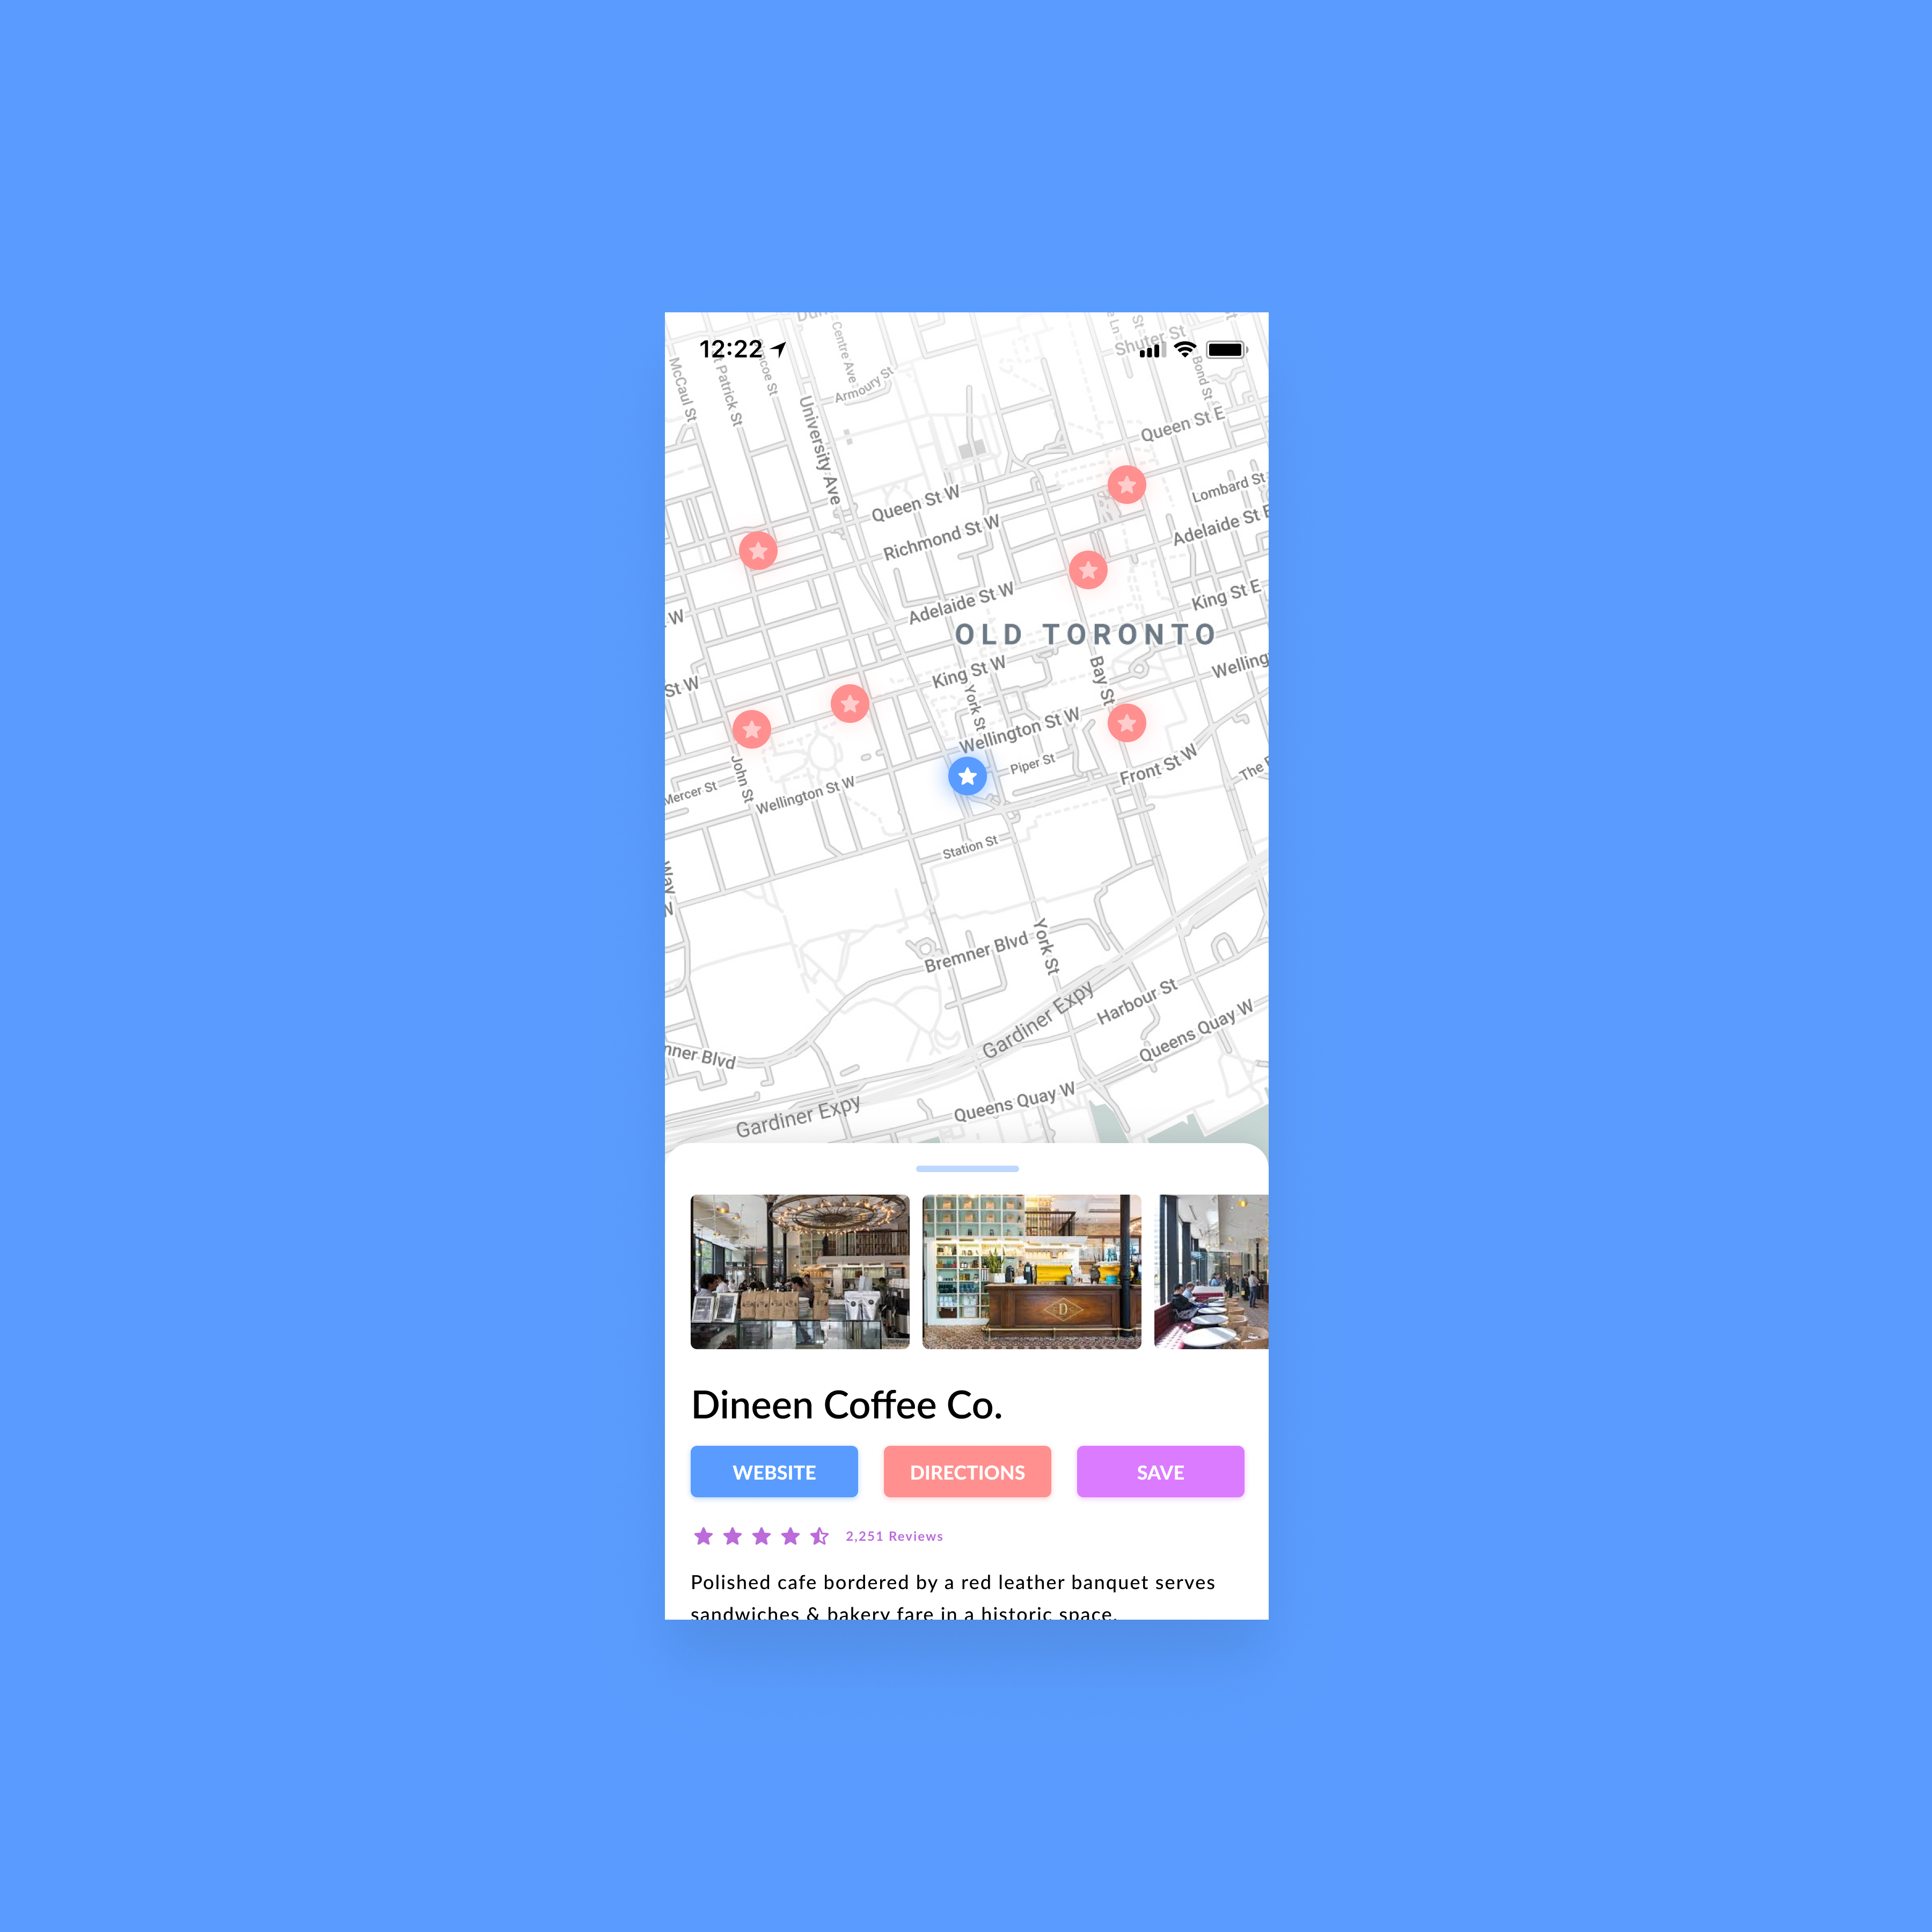 12:22
Shuter St
Centre Ave
McCaul St
Patrick St
Armoury St
Bond St
University Ave
Queen St E
Queen St W
Lombard St
Richmond St W
Adelaide St E
Adelaide St W
King St E
W
OLD TORONTO
King St W
Bay St
St W
York St
Wellington St W
Piper St
Front St W
John St
Mercer St
Wellington St W
Station St
Way
York St
Bremner Blvd
Gardiner Expy
Harbour St
Queens Quay W
nner Blvd
Queens Quay W
Gardiner Expy
D
Dineen Coffee Co.
WEBSITE
DIRECTIONS
SAVE
2,251 Reviews
Polished cafe bordered by a red leather banquet serves
sandwiches & bakery fare in a historic space.